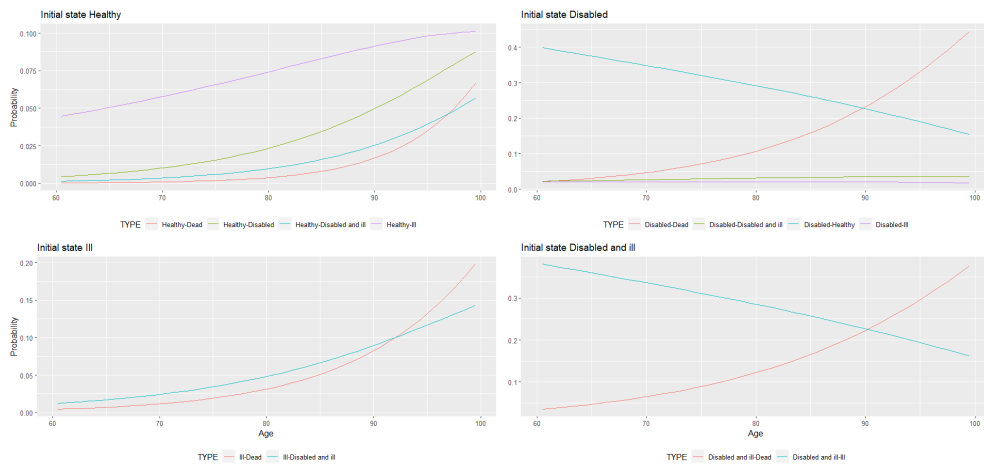 Initial state Healthy
Probability
0.100
0.075
0.050
0.025
0.000
60 70 80 90 100
TYPE Healthy-Dead Healthy-Disabled Healthy-Disabled and ill Healthy-Ill
Initial state Disabled
0.4
0.3
0.2
0.1
0.0
60 70 80 90 100
TYPE Disabled-Dead Disabled-Disabled and ill Disabled-Healthy Disabled-Ill
Initial state Ill
Probability
0.20
0.15
0.10
0.05
0.00
60 70 80 90 100
Age
TYPE Ill-Dead Ill-Disabled and ill
Initial state Disabled and ill
0.3
0.2
0.1
60 70 80 90 100
Age
TYPE Disabled and ill-Dead Disabled and ill-Ill